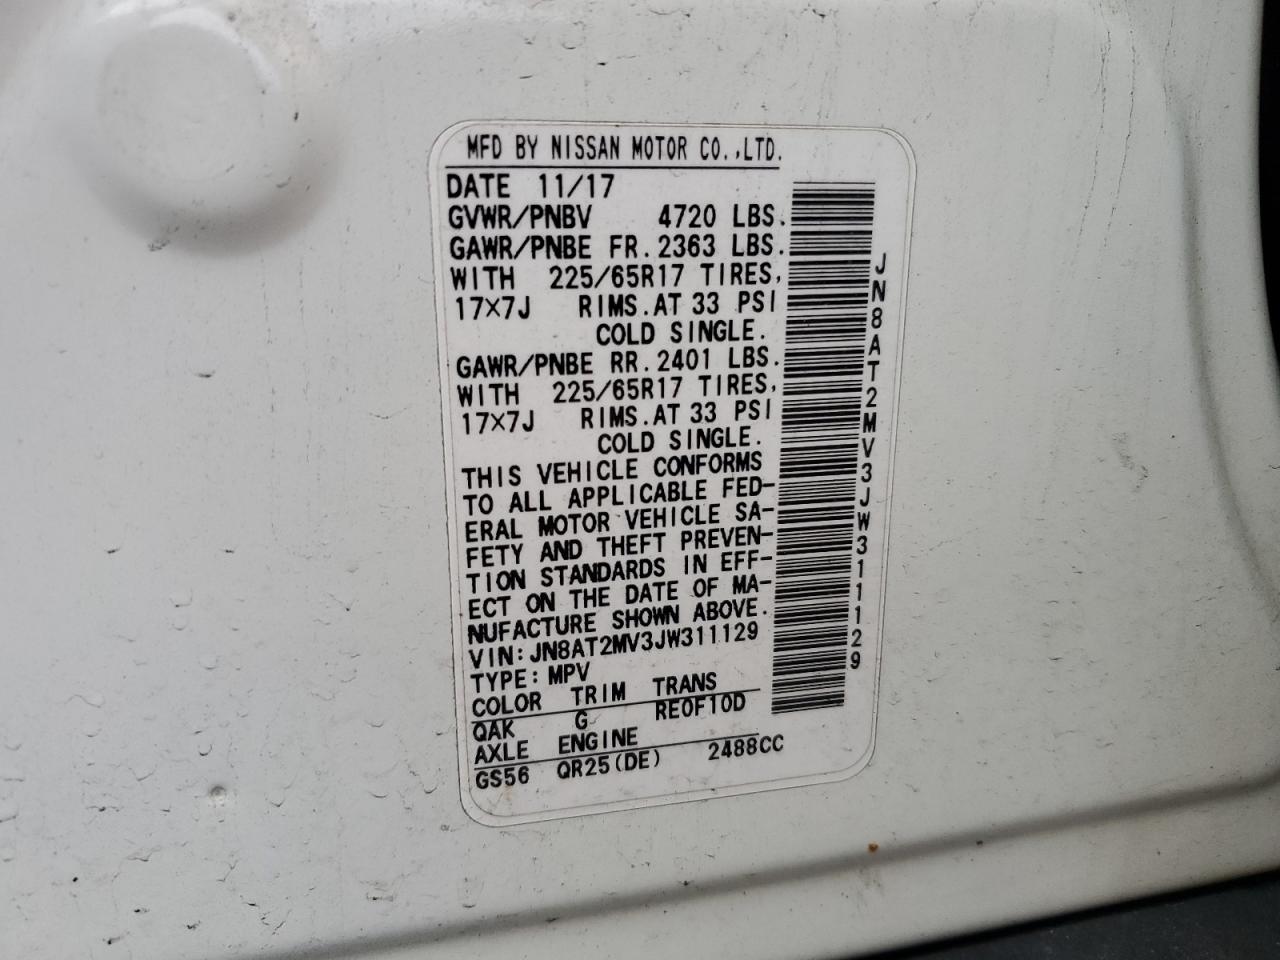 MFD BY NISSAN MOTOR CO.,LTD.
DATE 11/17
GVWR/PNBV 4720 LBS.
GAWR/PNBE FR. 2363 LBS.
WITH 225/65R17 TIRES,
17X7J RIMS. AT 33 PSI
COLD SINGLE.
GAWR/PNBE RR. 2401 LBS.
WITH 225/65R17 TIRES,
17X7J RIMS. AT 33 PSI
COLD SINGLE.
THIS VEHICLE CONFORMS
TO ALL APPLICABLE FED-
ERAL MOTOR VEHICLE SA-
FETY AND THEFT PREVEN-
TION STANDARDS IN EFF-
ECT ON THE DATE OF MA-
NUFACTURE SHOWN ABOVE.
VIN: JN8AT2MV3JW311129
TYPE: MPV
COLOR TRIM TRANS
QAK G RE0F10D
AXLE ENGINE
GS56 QR25(DE) 2488CC
JN8AT2MV3JW311129